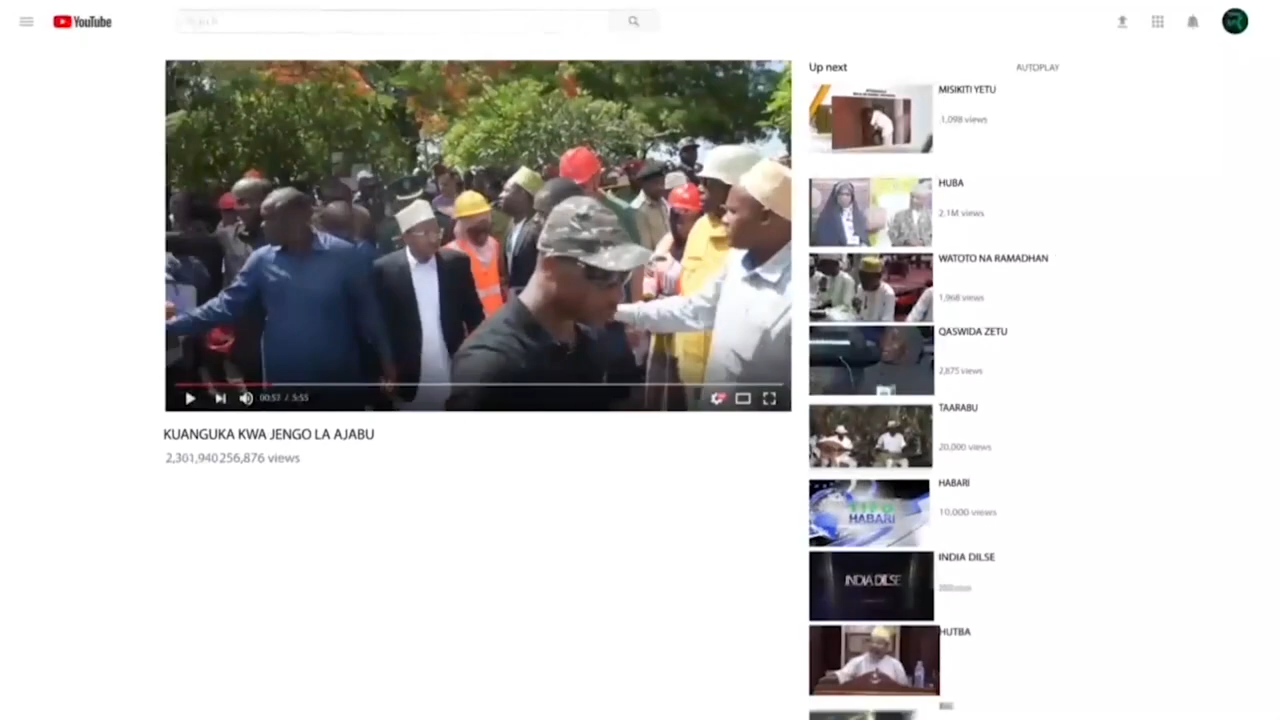 YouTube
Up next
AUTOPLAY
MISIKITI YETU
1,098 views
HUBA
2.1M views
WATOTO NA RAMADHAN
1,968 views
QASWIDA ZETU
2,875 views
TAARABU
20,000 views
HABARI
10,000 views
HABARI
INDIA DILSE
INDIA DILSE
HUTBA
00:57 / 5:55
KUANGUKA KWA JENGO LA AJABU
2,301,940256,876 views